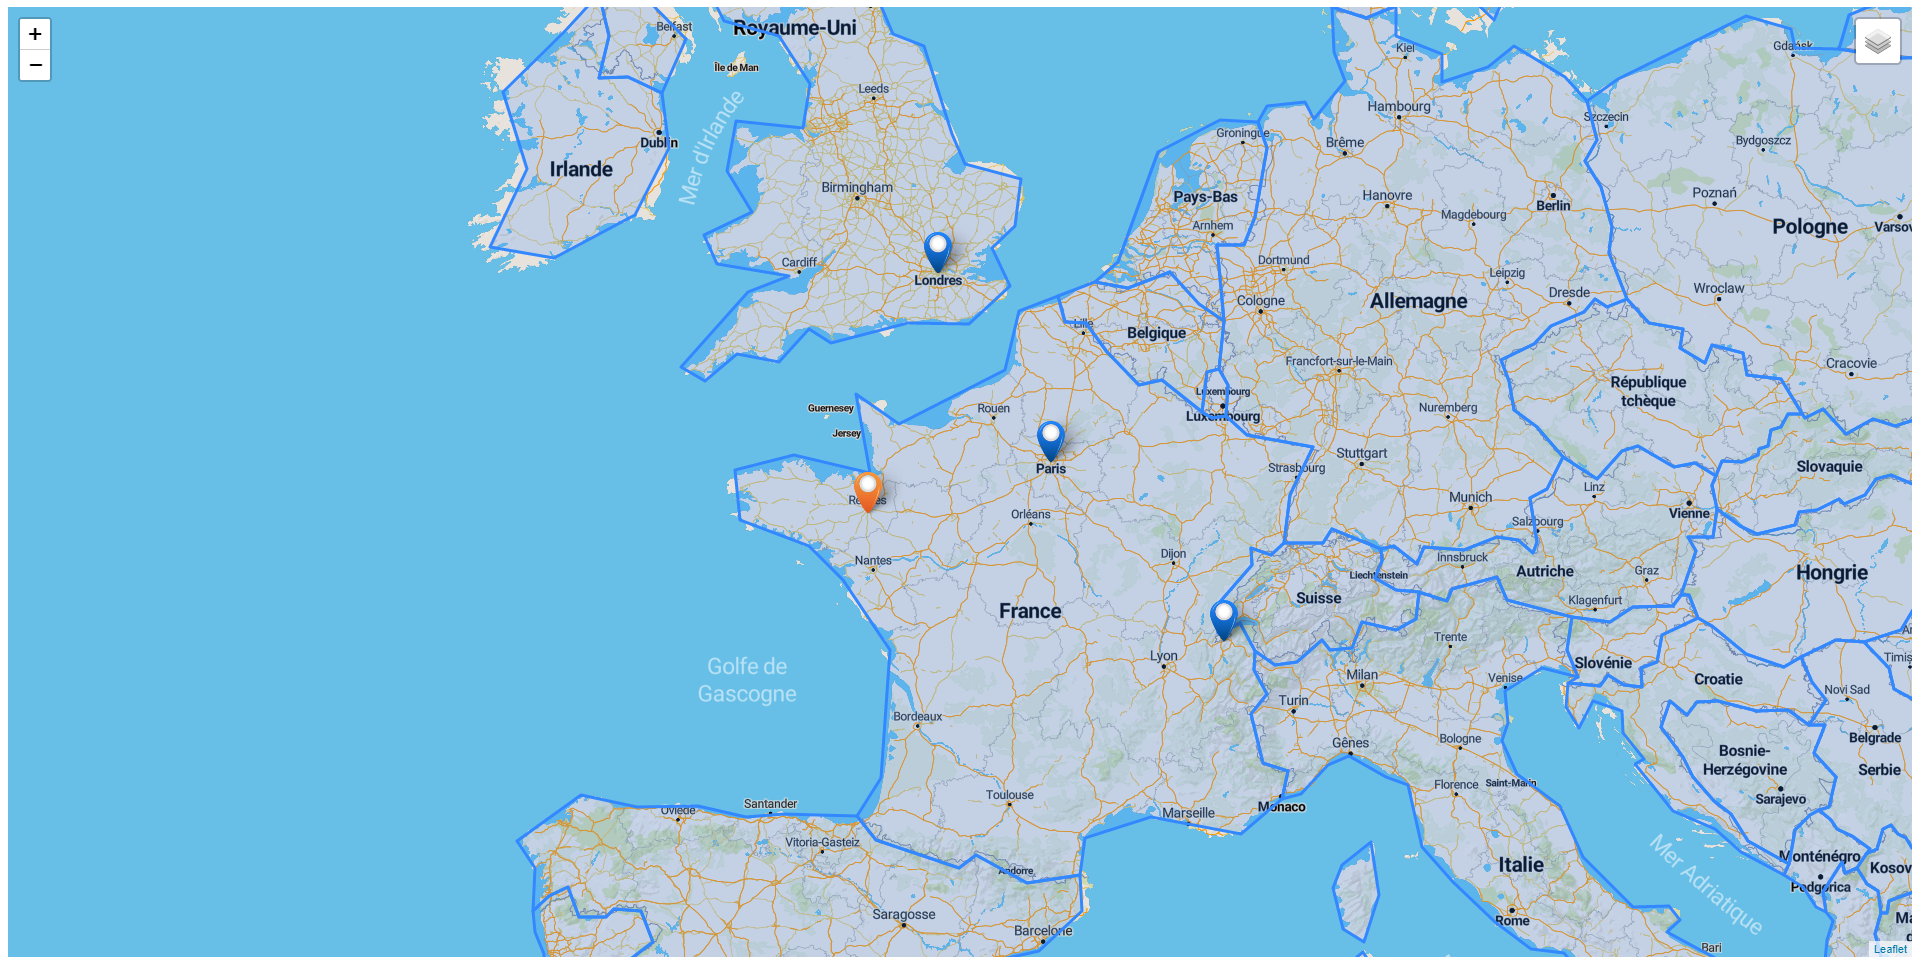 +
−
Belfast
Royaume-Uni
Île de Man
Kiel
Gdańsk
Leeds
Mer d'Irlande
Hambourg
Szczecin
Groningue
Dublin
Brême
Bydgoszcz
Irlande
Birmingham
Pays-Bas
Hanovre
Berlin
Poznań
Magdebourg
Arnhem
Pologne
Varsov
Cardiff
Dortmund
Londres
Leipzig
Cologne
Allemagne
Dresde
Wroclaw
Lille
Belgique
Francfort-sur-le-Main
Cracovie
République
tchèque
Luxembourg
Luxembourg
Guernesey
Rouen
Nuremberg
Jersey
Stuttgart
Paris
Strasbourg
Slovaquie
Linz
Munich
Rennes
Orléans
Vienne
Salzbourg
Nantes
Dijon
Innsbruck
Liechtenstein
Autriche
Graz
Hongrie
Suisse
Klagenfurt
France
Trente
Lyon
Slovénie
Timiș
Golfe de
Gascogne
Milan
Venise
Croatie
Novi Sad
Turin
Bordeaux
Gênes
Bologne
Belgrade
Bosnie-
Herzégovine
Serbie
Florence
Saint-Marin
Toulouse
Santander
Oviedo
Marseille
Monaco
Sarajevo
Vitoria-Gasteiz
Mer Adriatique
Monténégro
Andorre
Italie
Kosov
Podgorica
Saragosse
Rome
Barcelone
Bari
Leaflet